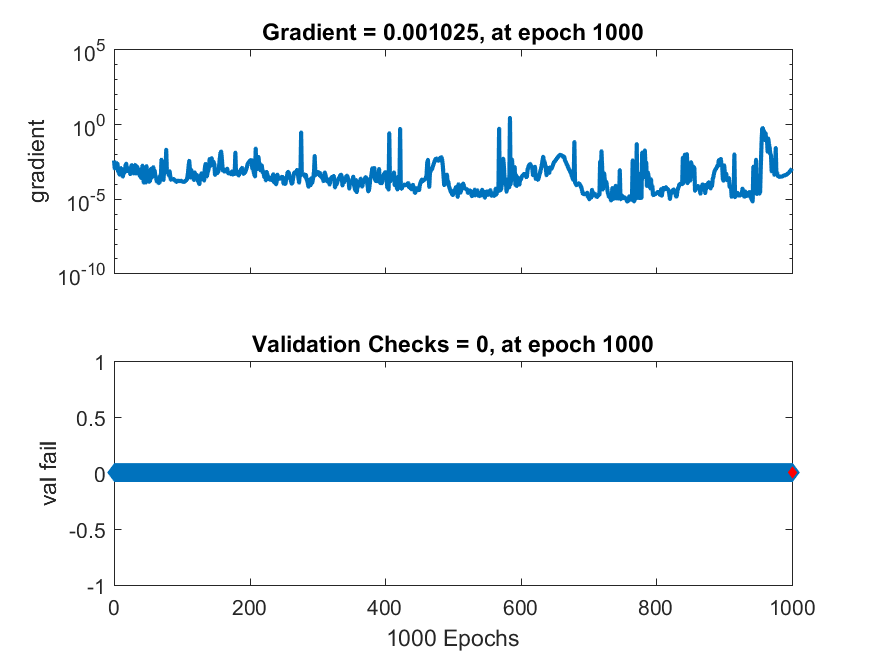 Gradient = 0.001025, at epoch 1000
10^5
10^0
10^-5
10^-10
gradient
Validation Checks = 0, at epoch 1000
1
0.5
0
-0.5
-1
val fail
0 200 400 600 800 1000
1000 Epochs